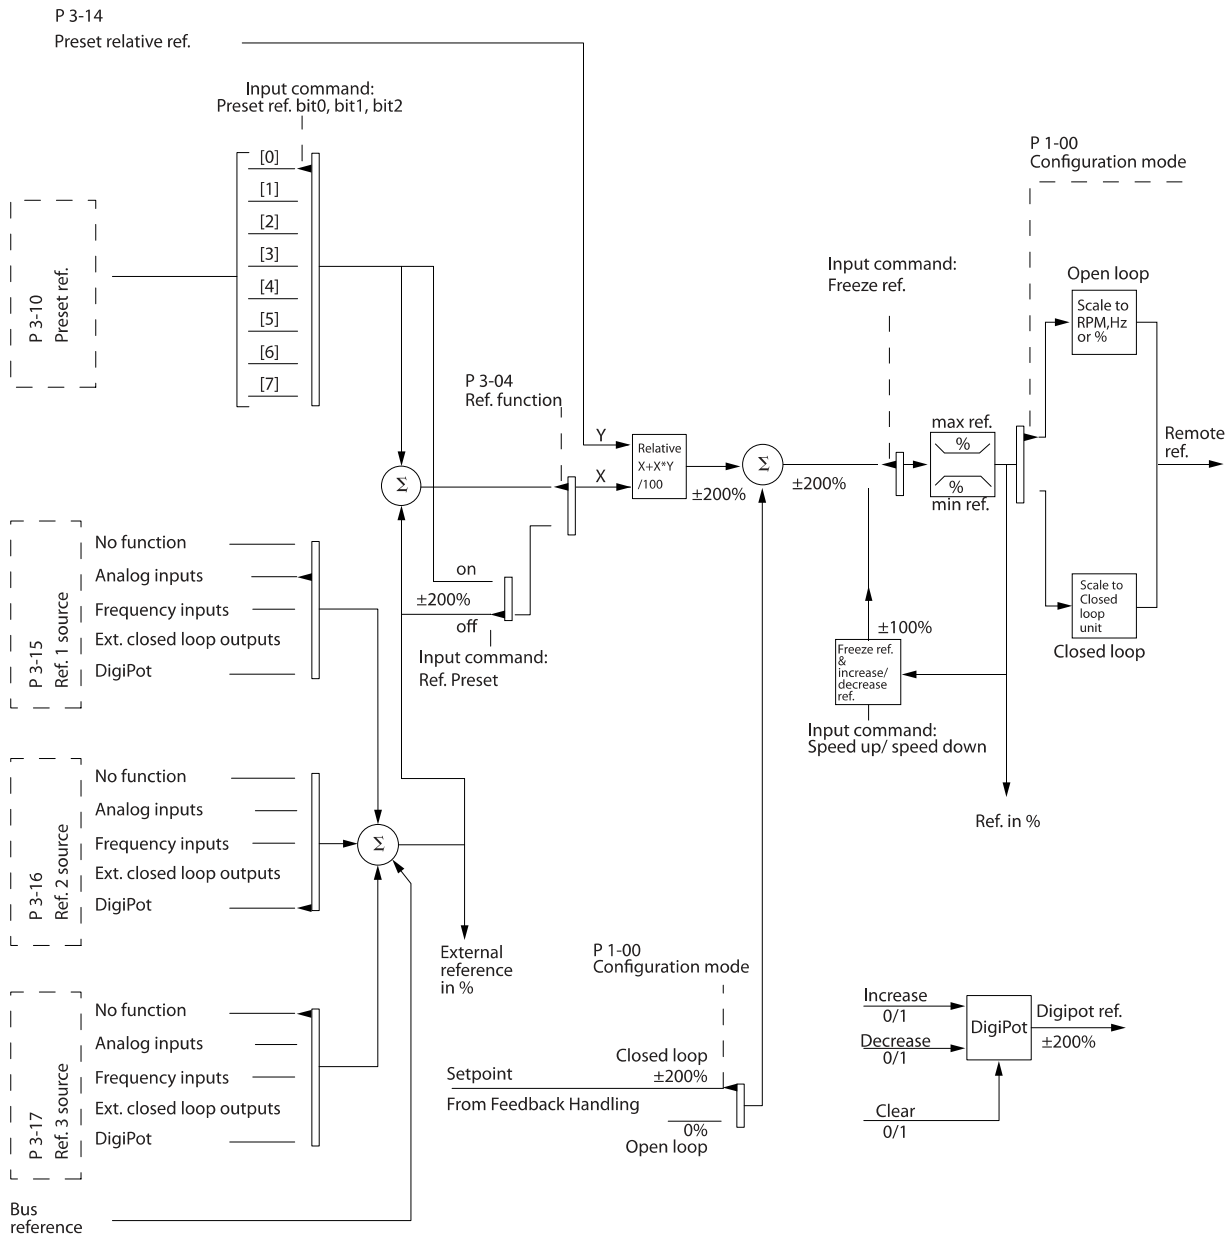 P 3-14
Preset relative ref.
Input command:
Preset ref. bit0, bit1, bit2
[0]
[1]
[2]
[3]
[4]
[5]
[6]
[7]
P 3-10
Preset ref.
P 1-00
Configuration mode
Input command:
Freeze ref.
Open loop
Scale to
RPM,Hz
or %
P 3-04
Ref. function
Y
X
Relative
X+X*Y
/100
±200%
Σ
±200%
max ref.
%
%
min ref.
Remote
ref.
Σ
on
±200%
off
Input command:
Ref. Preset
Scale to
Closed
loop
unit
Closed loop
±100%
Freeze ref.
&
increase/
decrease
ref.
Input command:
Speed up/ speed down
Ref. in %
P 3-15
Ref. 1 source
No function
Analog inputs
Frequency inputs
Ext. closed loop outputs
DigiPot
P 3-16
Ref. 2 source
No function
Analog inputs
Frequency inputs
Ext. closed loop outputs
DigiPot
Σ
External
reference
in %
P 3-17
Ref. 3 source
No function
Analog inputs
Frequency inputs
Ext. closed loop outputs
DigiPot
Bus
reference
P 1-00
Configuration mode
Closed loop
±200%
Setpoint
From Feedback Handling
0%
Open loop
Increase
0/1
Decrease
0/1
Clear
0/1
DigiPot
Digipot ref.
±200%